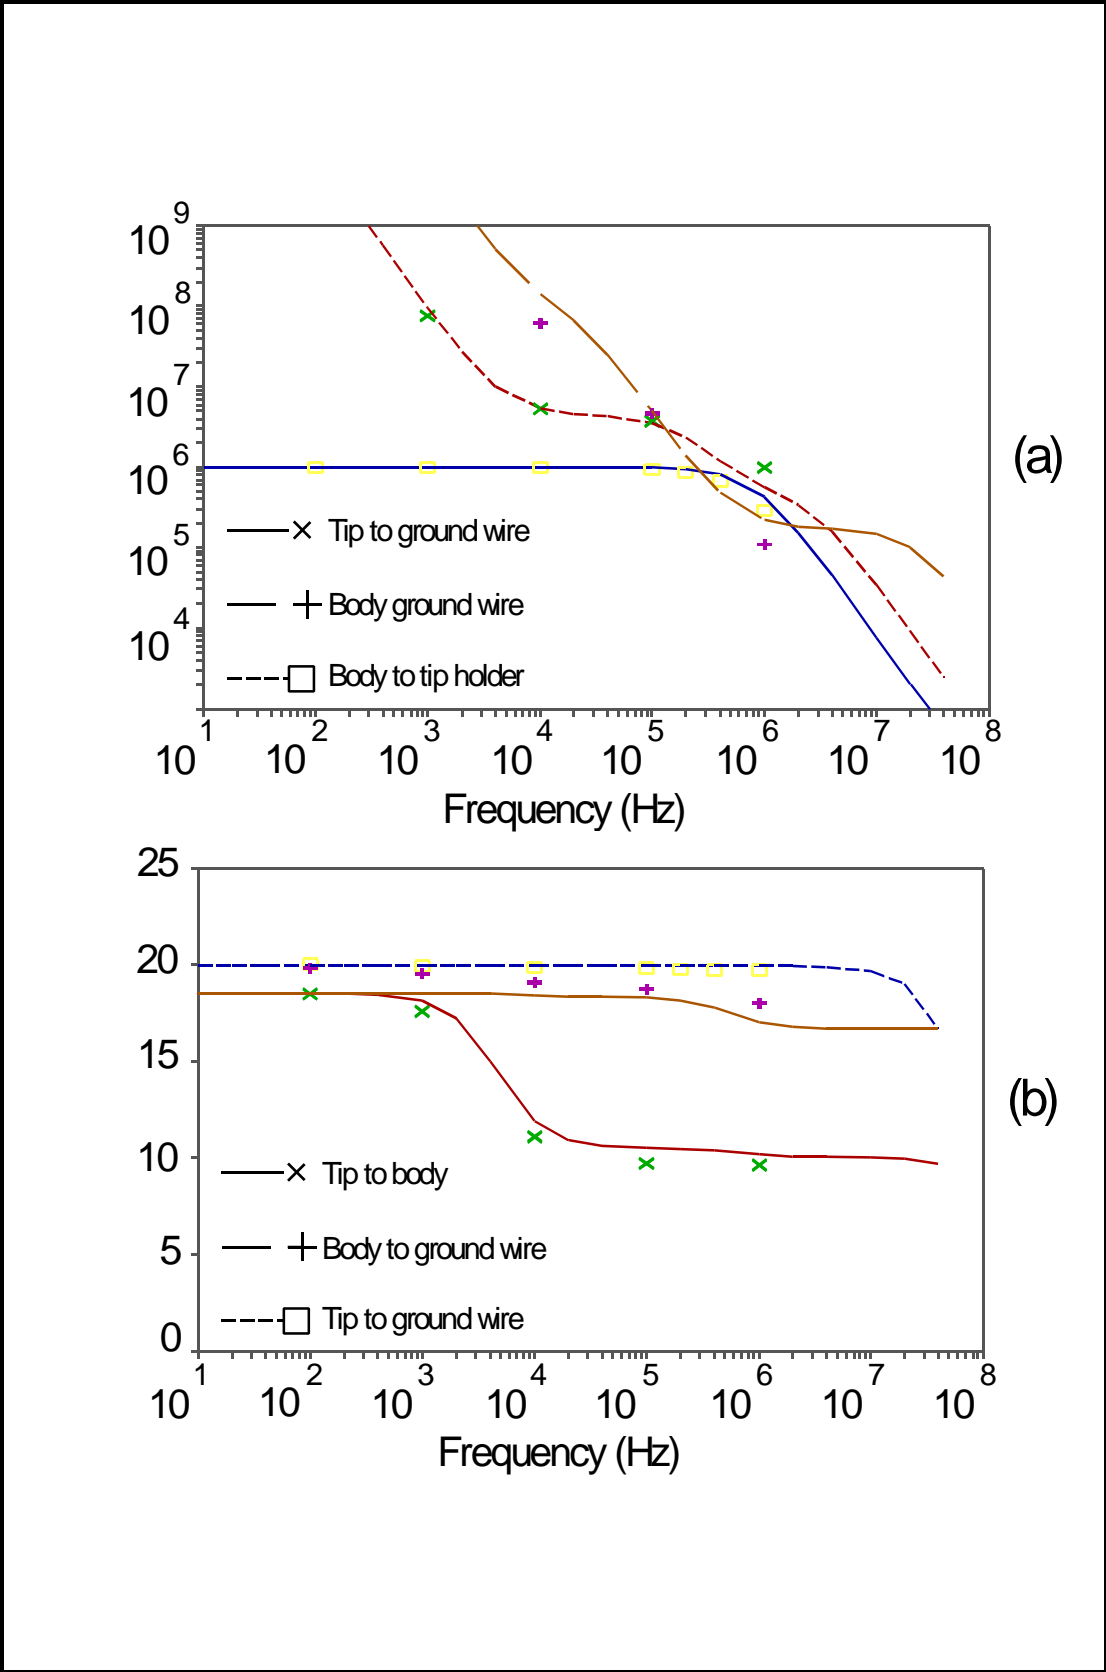 10^9
10^8
10^7
10^6
10^5
10^4
(a)
Tip to ground wire
Body ground wire
Body to tip holder
10^1 10^2 10^3 10^4 10^5 10^6 10^7 10^8
Frequency (Hz)
25
20
15
10
5
0
(b)
Tip to body
Body to ground wire
Tip to ground wire
10^1 10^2 10^3 10^4 10^5 10^6 10^7 10^8
Frequency (Hz)